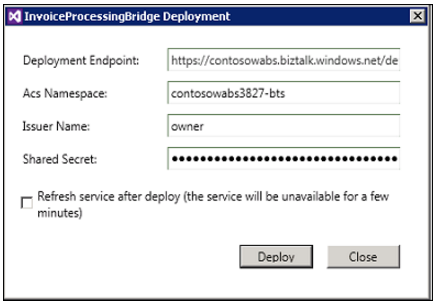 InvoiceProcessingBridge Deployment
Deployment Endpoint: https://contosowabs.biztalk.windows.net/de
Acs Namespace: contosowabs3827-bts
Issuer Name: owner
Shared Secret: ●●●●●●●●●●●●●●●●●●●●●●●●●●●●●●●●
Refresh service after deploy (the service will be unavailable for a few
minutes)
Deploy Close